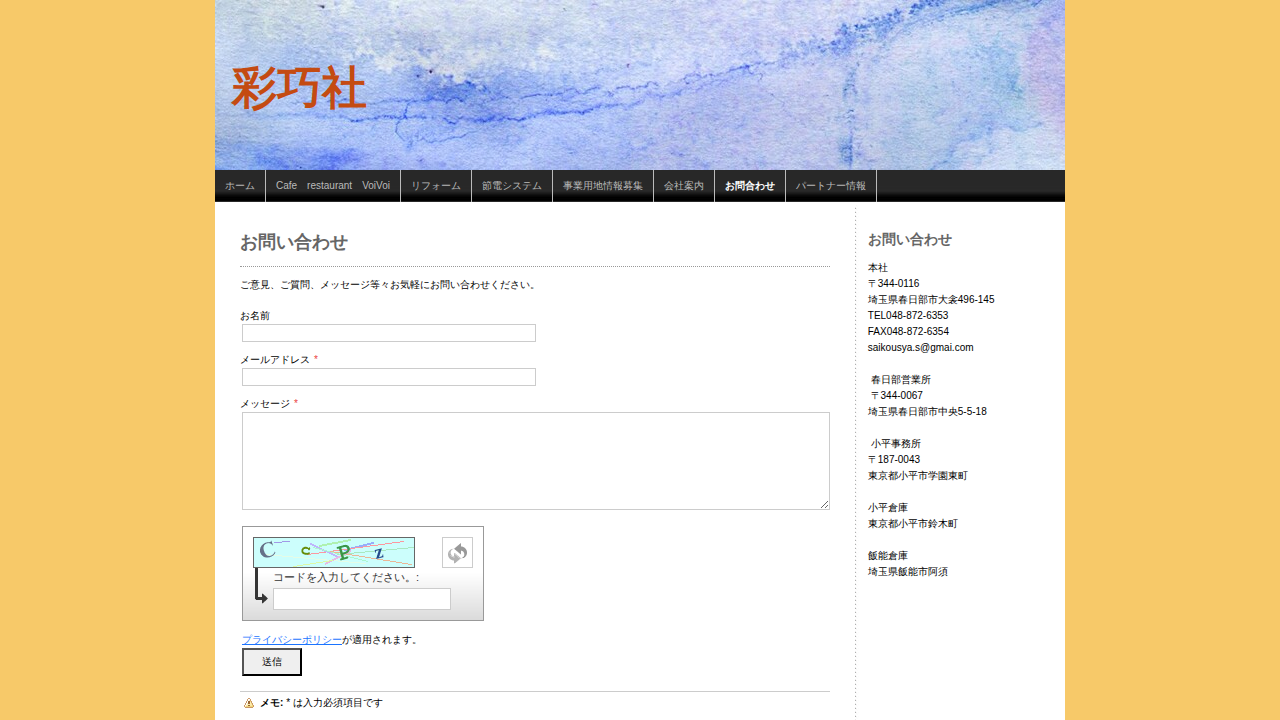 彩巧社
ホーム
Cafe restaurant VoiVoi
リフォーム
節電システム
事業用地情報募集
会社案内
お問合わせ
パートナー情報
お問い合わせ
ご意見、ご質問、メッセージ等々お気軽にお問い合わせください。
お名前
メールアドレス *
メッセージ *
C c P z
コードを入力してください。:
プライバシーポリシーが適用されます。
送信
メモ: * は入力必須項目です
お問い合わせ
本社
〒344-0116
埼玉県春日部市大衾496-145
TEL048-872-6353
FAX048-872-6354
saikousya.s@gmai.com
春日部営業所
〒344-0067
埼玉県春日部市中央5-5-18
小平事務所
〒187-0043
東京都小平市学園東町
小平倉庫
東京都小平市鈴木町
飯能倉庫
埼玉県飯能市阿須